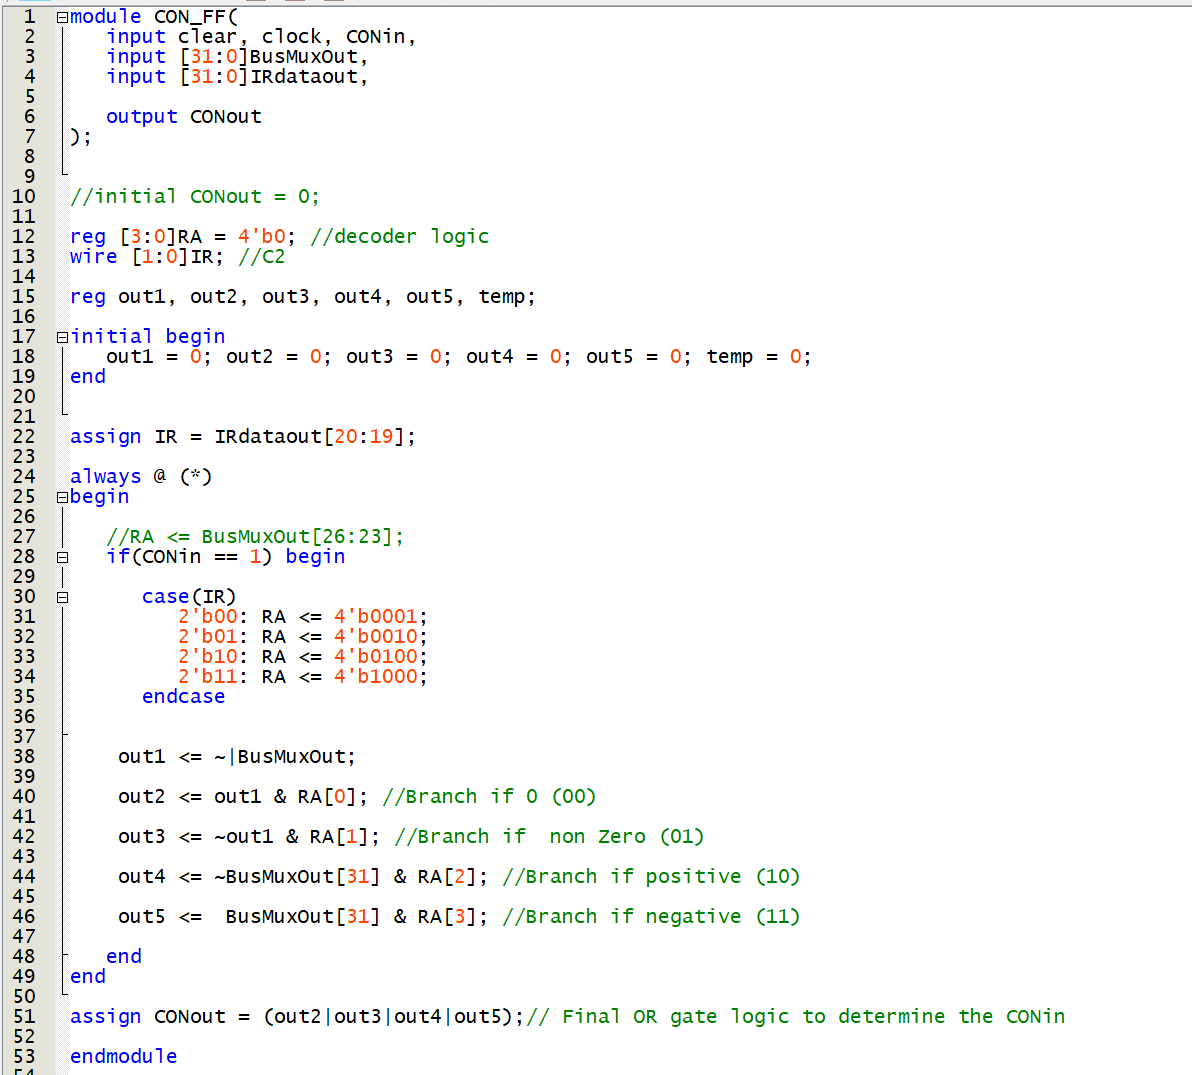 1 module CON_FF(
2 input clear, clock, CONin,
3 input [31:0]BusMuxOut,
4 input [31:0]IRdataout,
5
6 output CONout
7 );
8
9
10 //initial CONout = 0;
11
12 reg [3:0]RA = 4'b0; //decoder logic
13 wire [1:0]IR; //C2
14
15 reg out1, out2, out3, out4, out5, temp;
16
17 initial begin
18 out1 = 0; out2 = 0; out3 = 0; out4 = 0; out5 = 0; temp = 0;
19 end
20
21
22 assign IR = IRdataout[20:19];
23
24 always @ (*)
25 begin
26
27 //RA <= BusMuxOut[26:23];
28 if(CONin == 1) begin
29
30 case(IR)
31 2'b00: RA <= 4'b0001;
32 2'b01: RA <= 4'b0010;
33 2'b10: RA <= 4'b0100;
34 2'b11: RA <= 4'b1000;
35 endcase
36
37
38 out1 <= ~|BusMuxOut;
39
40 out2 <= out1 & RA[0]; //Branch if 0 (00)
41
42 out3 <= ~out1 & RA[1]; //Branch if  non Zero (01)
43
44 out4 <= ~BusMuxOut[31] & RA[2]; //Branch if positive (10)
45
46 out5 <=  BusMuxOut[31] & RA[3]; //Branch if negative (11)
47
48 end
49 end
50
51 assign CONout = (out2|out3|out4|out5);// Final OR gate logic to determine the CONin
52
53 endmodule
54